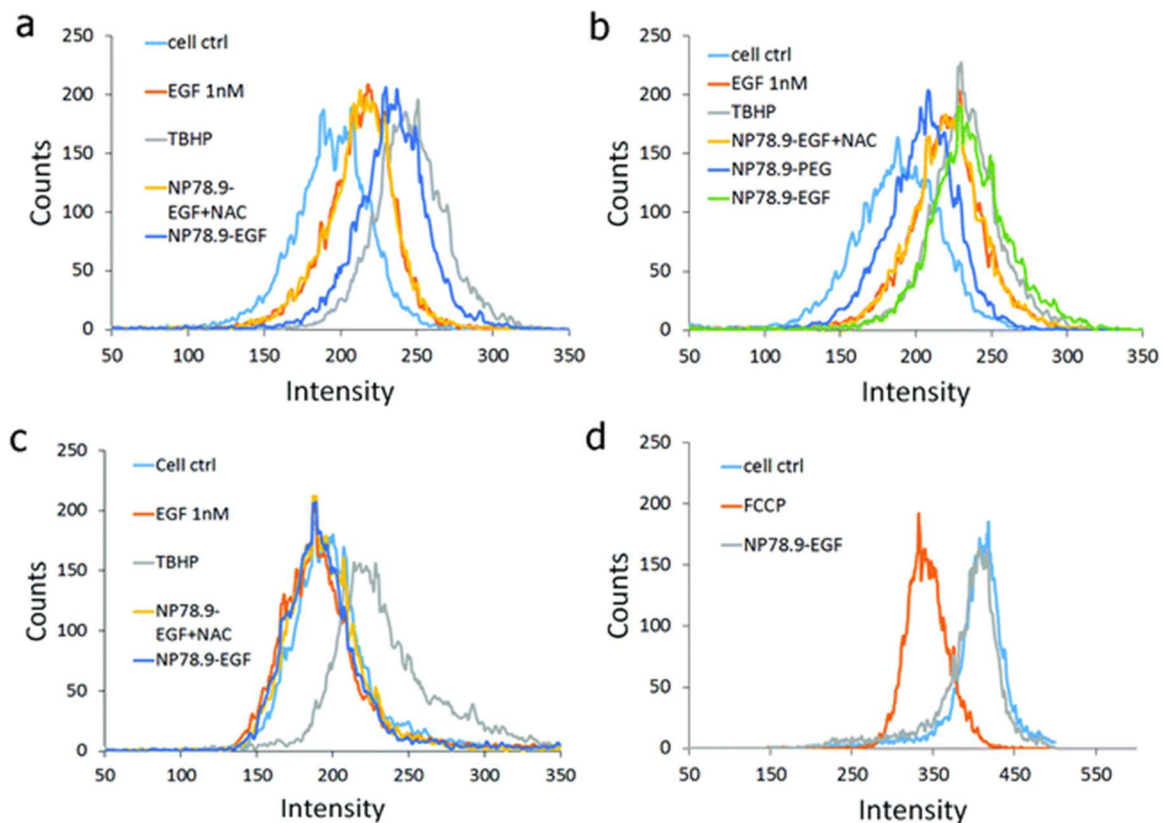 a
250
200
150
100
50
0
Counts
cell ctrl
EGF 1nM
TBHP
NP78.9-
EGF+NAC
NP78.9-EGF
50 100 150 200 250 300 350
Intensity
b
250
200
150
100
50
0
Counts
cell ctrl
EGF 1nM
TBHP
NP78.9-EGF+NAC
NP78.9-PEG
NP78.9-EGF
50 100 150 200 250 300 350
Intensity
c
250
200
150
100
50
0
Counts
Cell ctrl
EGF 1nM
TBHP
NP78.9-
EGF+NAC
NP78.9-EGF
50 100 150 200 250 300 350
Intensity
d
250
200
150
100
50
0
Counts
cell ctrl
FCCP
NP78.9-EGF
50 150 250 350 450 550
Intensity